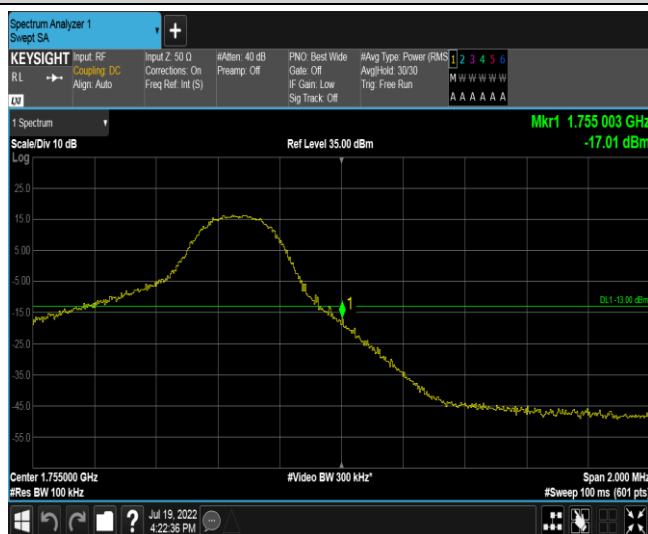 Spectrum Analyzer 1
Swept SA
KEYSIGHT
RL
Input: RF
Coupling: DC
Align: Auto
Input Z: 50 Ω
Corrections: On
Freq Ref: Int (S)
#Atten: 40 dB
Preamp: Off
PNO: Best Wide
Gate: Off
IF Gain: Low
Sig Track: Off
#Avg Type: Power (RMS
Avg|Hold: 30/30
Trig: Free Run
1 2 3 4 5 6
M W W W W W
A A A A A A
LXI
1 Spectrum
Scale/Div 10 dB
Ref Level 35.00 dBm
Mkr1 1.755 003 GHz
-17.01 dBm
Log
25.0
15.0
5.00
-5.00
-15.0
-25.0
-35.0
-45.0
-55.0
1
DL1 -13.00 dBm
Center 1.755000 GHz
#Video BW 300 kHz*
Span 2.000 MHz
#Res BW 100 kHz
#Sweep 100 ms (601 pts)
?
Jul 19, 2022
4:22:36 PM